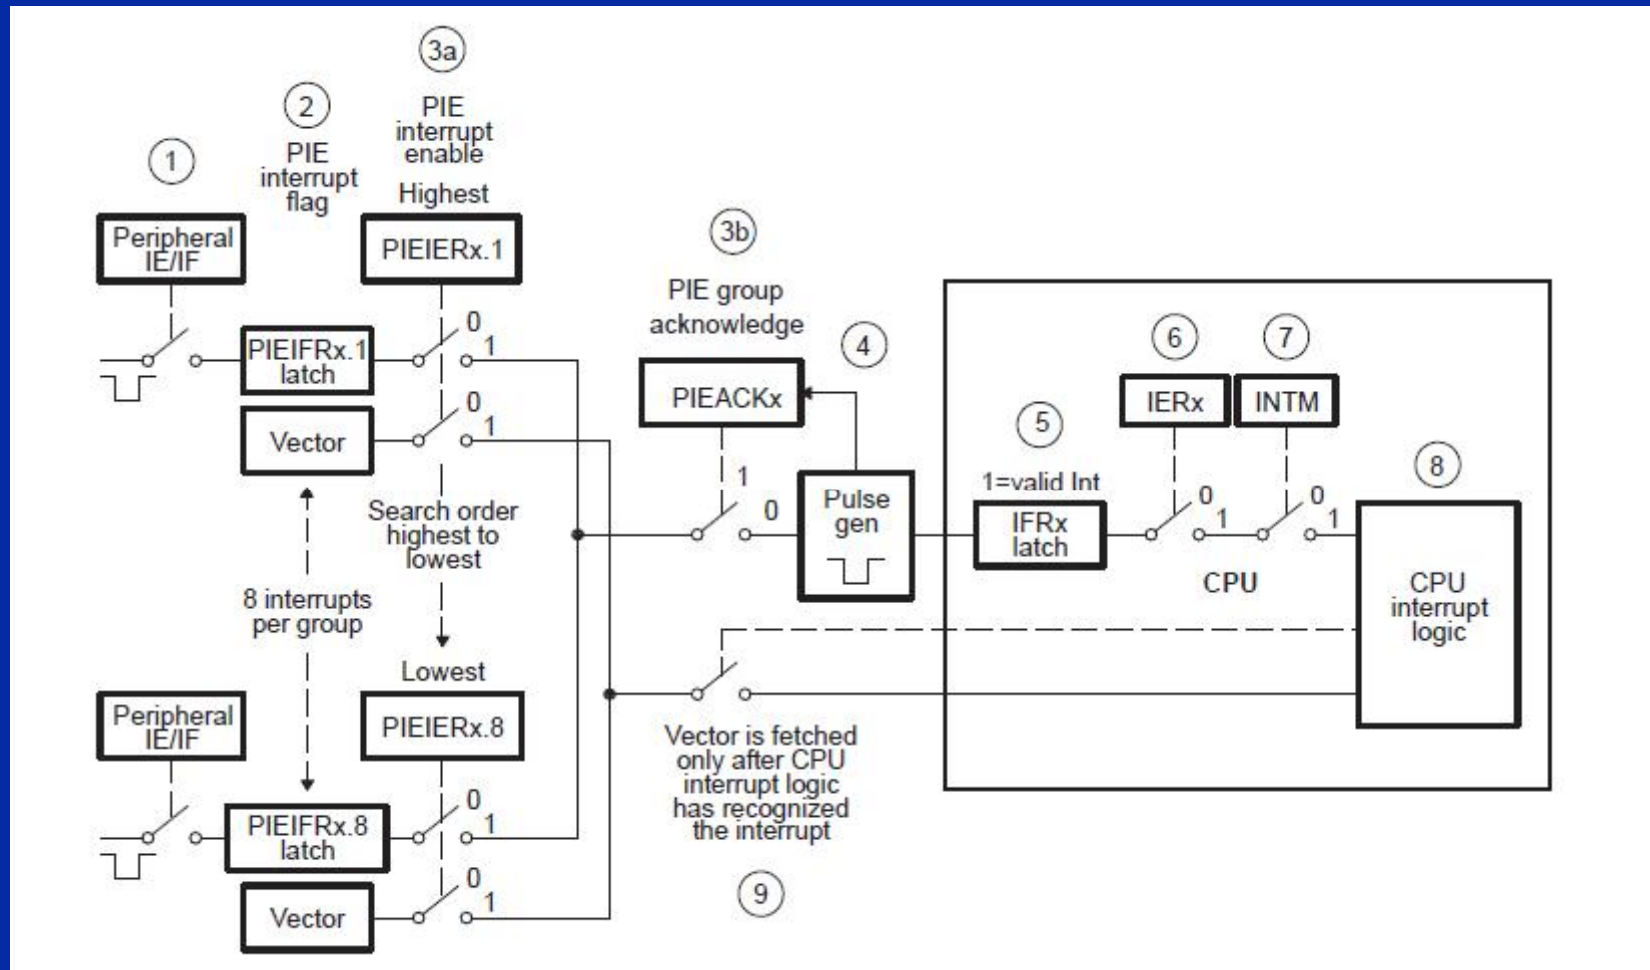 3a
PIE
interrupt
enable
Highest
2
PIE
interrupt
flag
1
Peripheral
IE/IF
PIEIERx.1
0
1
PIEIFRx.1
latch
0
1
Vector
Search order
highest to
lowest
8 interrupts
per group
Lowest
Peripheral
IE/IF
PIEIERx.8
0
1
PIEIFRx.8
latch
0
1
Vector
3b
PIE group
acknowledge
4
PIEACKx
1
0
Pulse
gen
5
1=valid Int
IFRx
latch
6
IERx
0
1
7
INTM
0
1
CPU
8
CPU
interrupt
logic
Vector is fetched
only after CPU
interrupt logic
has recognized
the interrupt
9